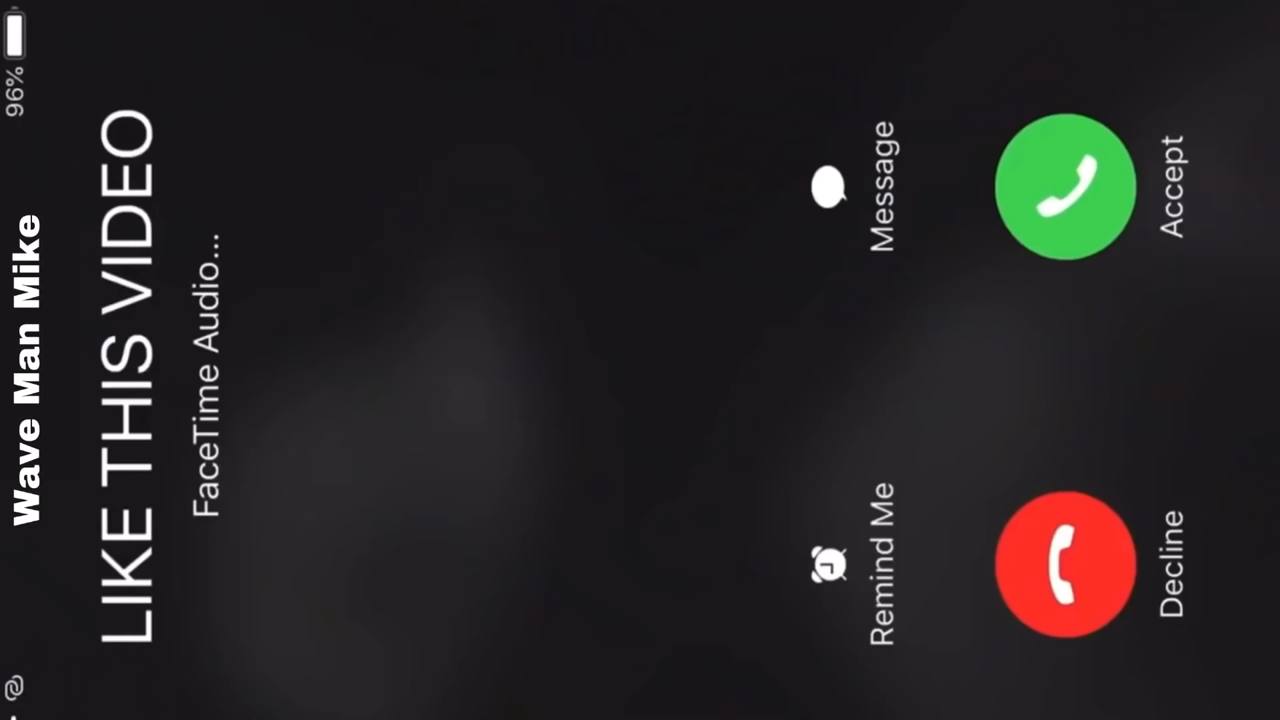 96%
Wave Man Mike
LIKE THIS VIDEO
FaceTime Audio...
Remind Me
Message
Decline
Accept